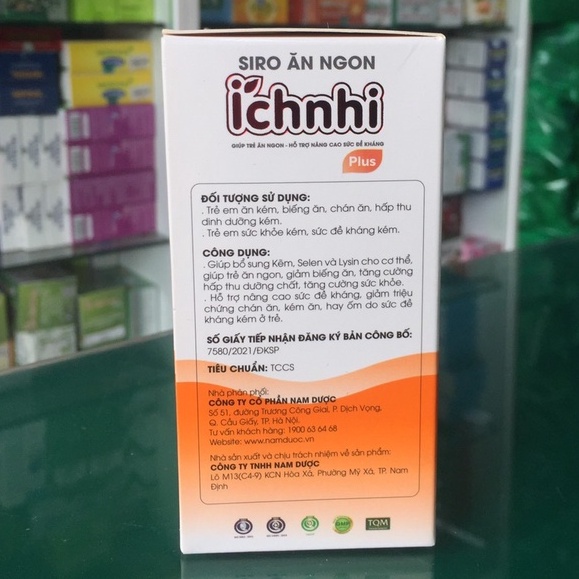 SIRO ĂN NGON
ichnhi
GIÚP TRẺ ĂN NGON - HỖ TRỢ NÂNG CAO SỨC ĐỀ KHÁNG
Plus
ĐỐI TƯỢNG SỬ DỤNG:
. Trẻ em ăn kém, biếng ăn, chán ăn, hấp thu
dinh dưỡng kém.
. Trẻ em sức khỏe kém, sức đề kháng kém.
CÔNG DỤNG:
. Giúp bổ sung Kẽm, Selen và Lysin cho cơ thể,
giúp trẻ ăn ngon, giảm biếng ăn, tăng cường
hấp thu dưỡng chất, tăng cường sức khỏe.
. Hỗ trợ nâng cao sức đề kháng, giảm triệu
chứng chán ăn, kém ăn, hay ốm do sức đề
kháng kém ở trẻ.
SỐ GIẤY TIẾP NHẬN ĐĂNG KÝ BẢN CÔNG BỐ:
7580/2021/ĐKSP
TIÊU CHUẨN: TCCS
Nhà phân phối:
CÔNG TY CỔ PHẦN NAM DƯỢC
Số 51, đường Trương Công Giai, P. Dịch Vọng,
Q. Cầu Giấy, TP. Hà Nội.
Tư vấn khách hàng: 1900 63 64 68
Website: www.namduoc.vn
Nhà sản xuất và chịu trách nhiệm về sản phẩm:
CÔNG TY TNHH NAM DƯỢC
Lô M13(C4-9) KCN Hòa Xá, Phường Mỹ Xá, TP. Nam
Định
GMP
TQM